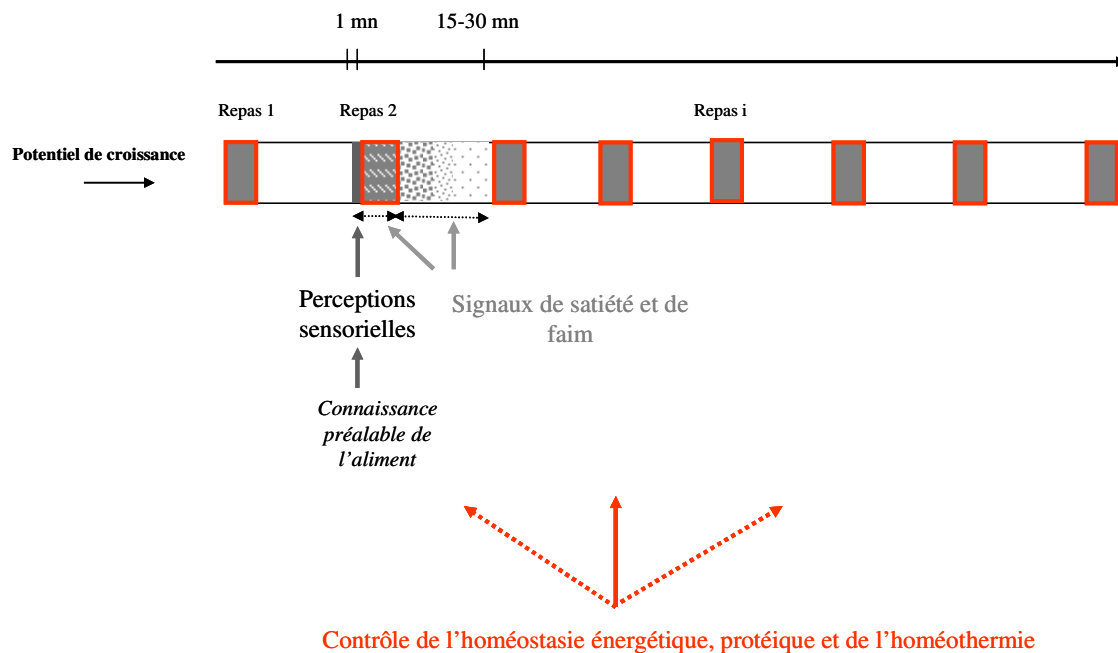 1 mn
15-30 mn
Repas 1
Repas 2
Repas i
Potentiel de croissance
Perceptions
sensorielles
Signaux de satiété et de
faim
Connaissance
préalable de
l’aliment
Contrôle de l’homéostasie énergétique, protéique et de l’homéothermie